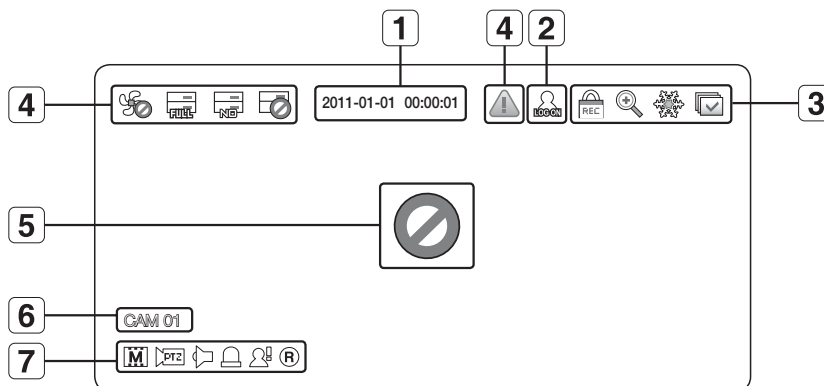 1 4 2
4 FULL NO 2011-01-01 00:00:01 LOG ON REC 3
5
6 CAM 01
7 M PTZ R